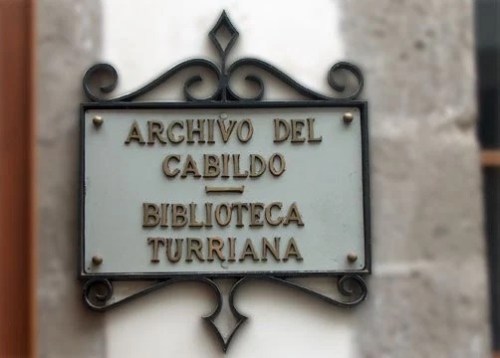 ARCHIVO DEL
CABILDO
BIBLIOTECA
TURRIANA